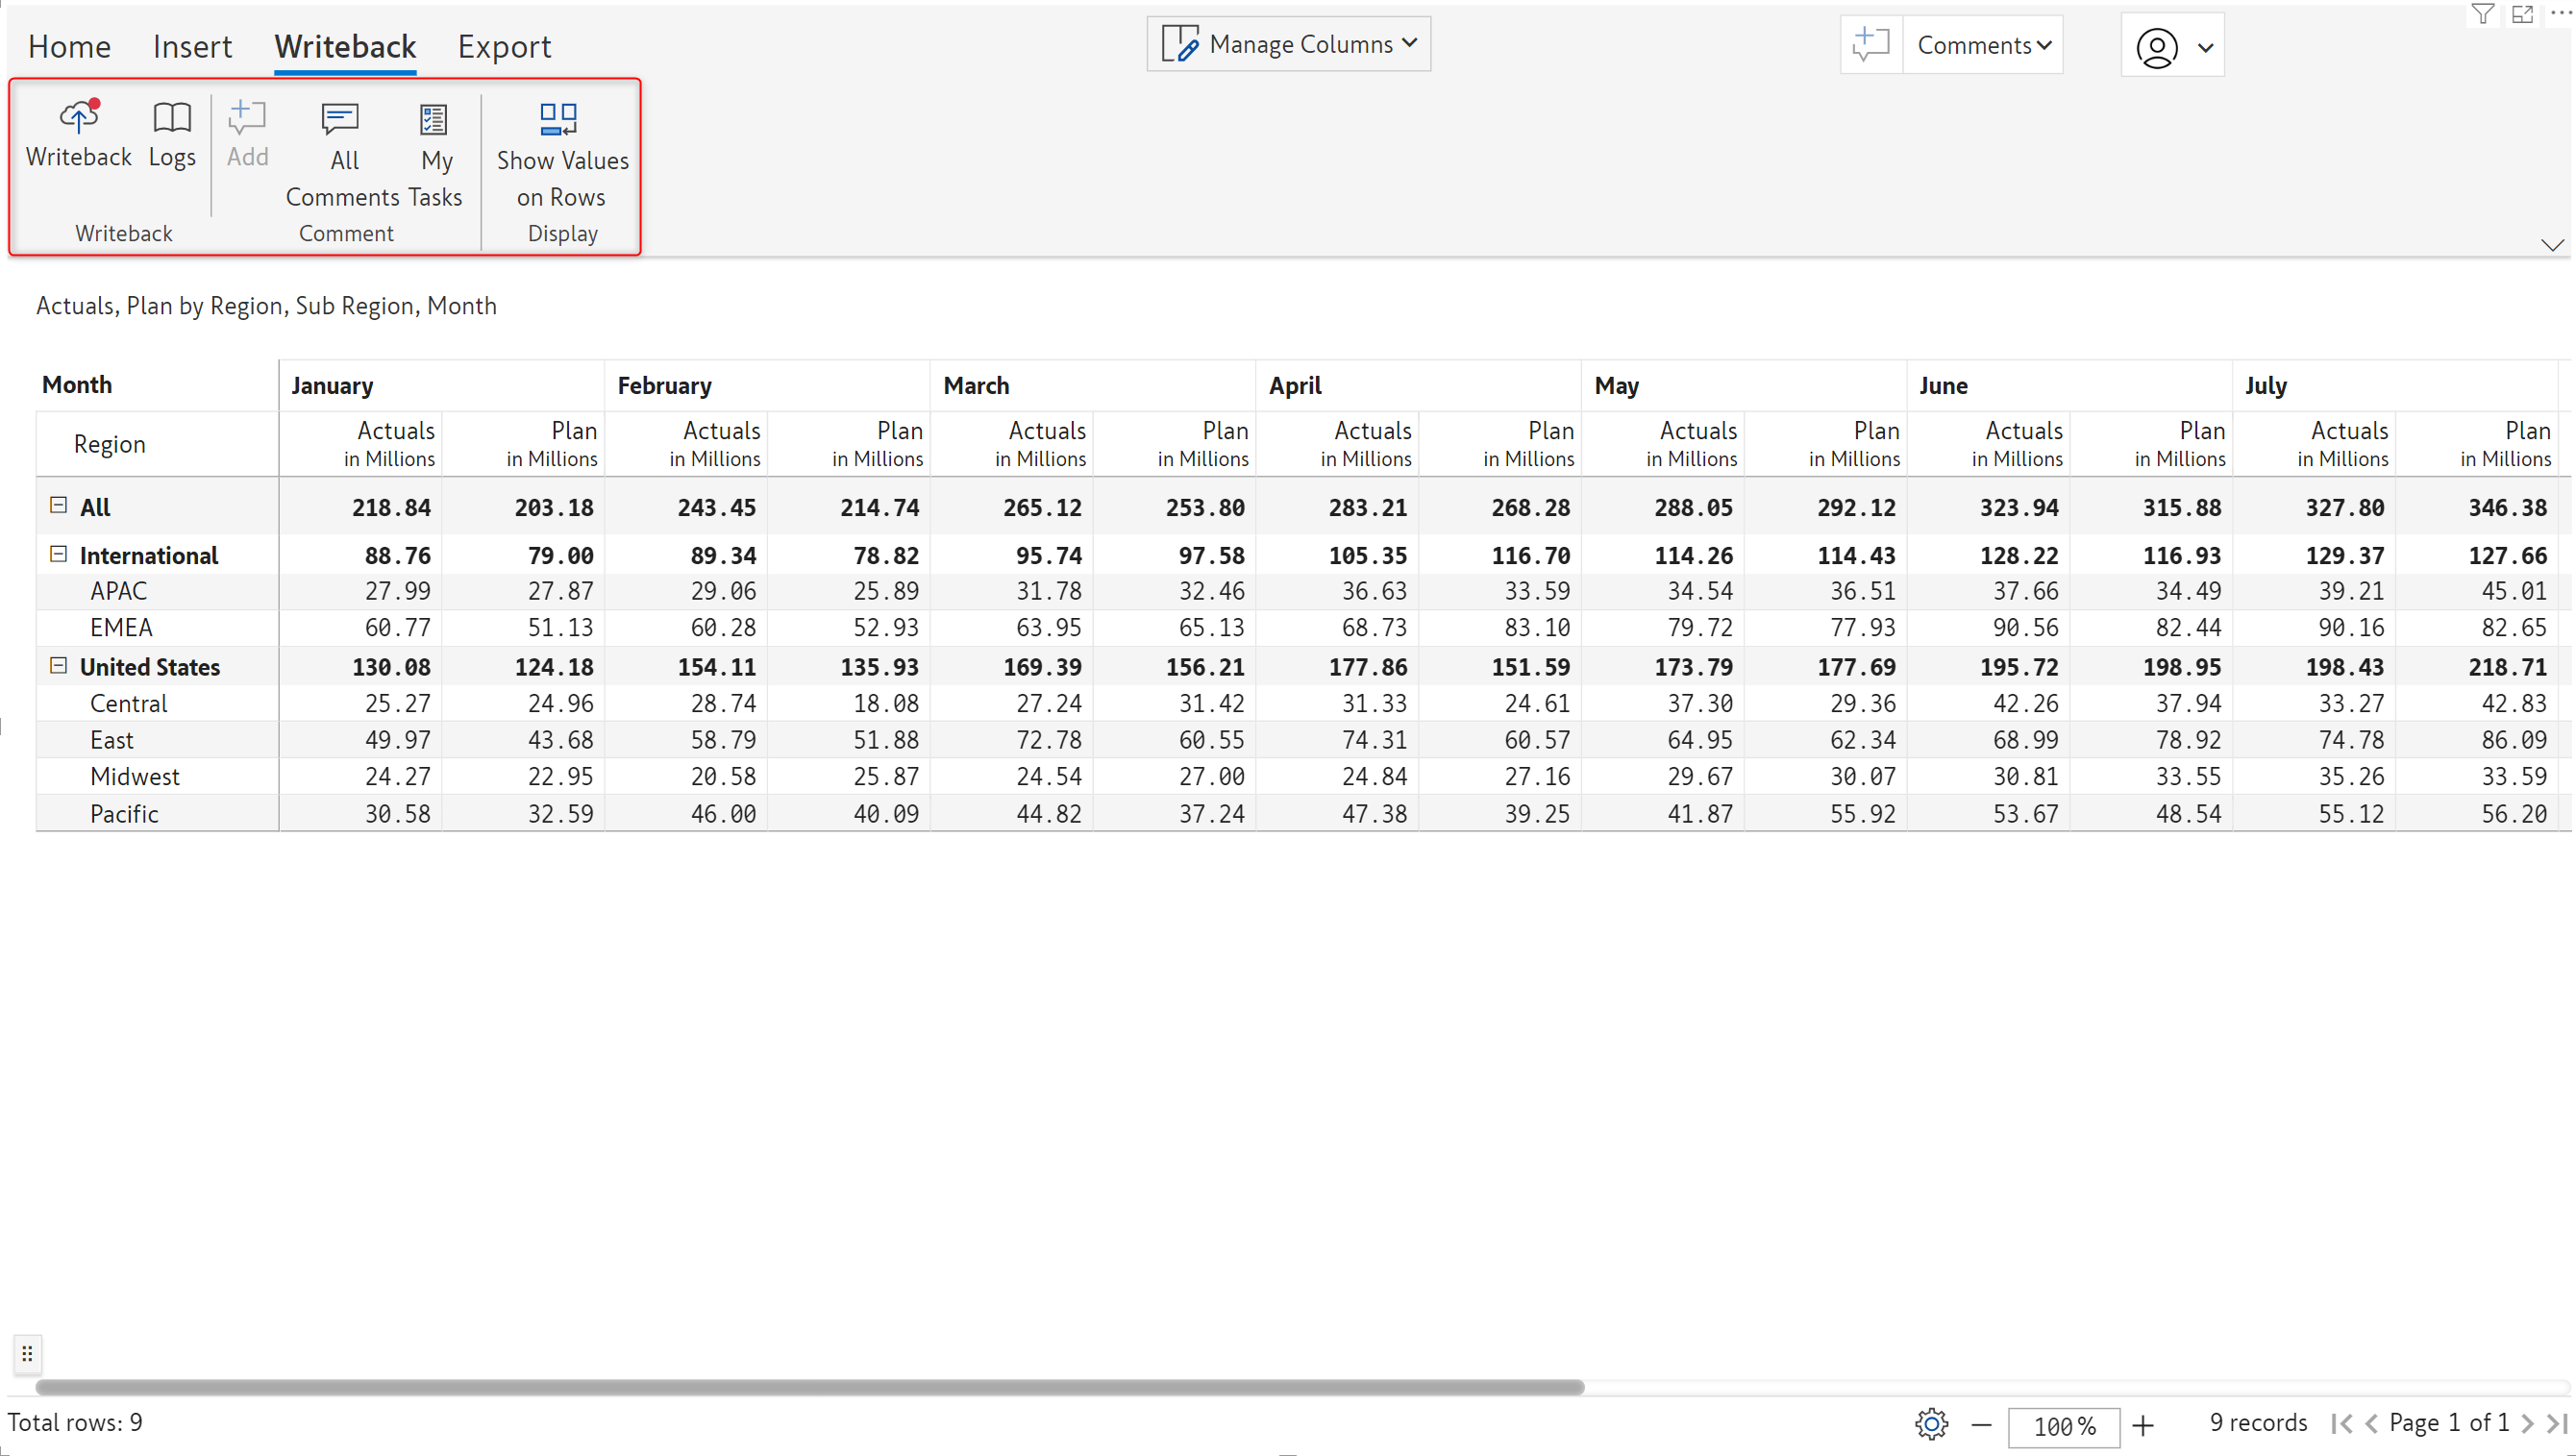 Home Insert Writeback Export Manage Columns Comments
Writeback Logs Add All Comments My Tasks Show Values on Rows
Writeback Comment Display
Actuals, Plan by Region, Sub Region, Month
Month January February March April May June July
Region Actuals in Millions Plan in Millions Actuals in Millions Plan in Millions Actuals in Millions Plan in Millions Actuals in Millions Plan in Millions Actuals in Millions Plan in Millions Actuals in Millions Plan in Millions Actuals in Millions Plan in Millions
All 218.84 203.18 243.45 214.74 265.12 253.80 283.21 268.28 288.05 292.12 323.94 315.88 327.80 346.38
International 88.76 79.00 89.34 78.82 95.74 97.58 105.35 116.70 114.26 114.43 128.22 116.93 129.37 127.66
APAC 27.99 27.87 29.06 25.89 31.78 32.46 36.63 33.59 34.54 36.51 37.66 34.49 39.21 45.01
EMEA 60.77 51.13 60.28 52.93 63.95 65.13 68.73 83.10 79.72 77.93 90.56 82.44 90.16 82.65
United States 130.08 124.18 154.11 135.93 169.39 156.21 177.86 151.59 173.79 177.69 195.72 198.95 198.43 218.71
Central 25.27 24.96 28.74 18.08 27.24 31.42 31.33 24.61 37.30 29.36 42.26 37.94 33.27 42.83
East 49.97 43.68 58.79 51.88 72.78 60.55 74.31 60.57 64.95 62.34 68.99 78.92 74.78 86.09
Midwest 24.27 22.95 20.58 25.87 24.54 27.00 24.84 27.16 29.67 30.07 30.81 33.55 35.26 33.59
Pacific 30.58 32.59 46.00 40.09 44.82 37.24 47.38 39.25 41.87 55.92 53.67 48.54 55.12 56.20
Total rows: 9 100% 9 records Page 1 of 1